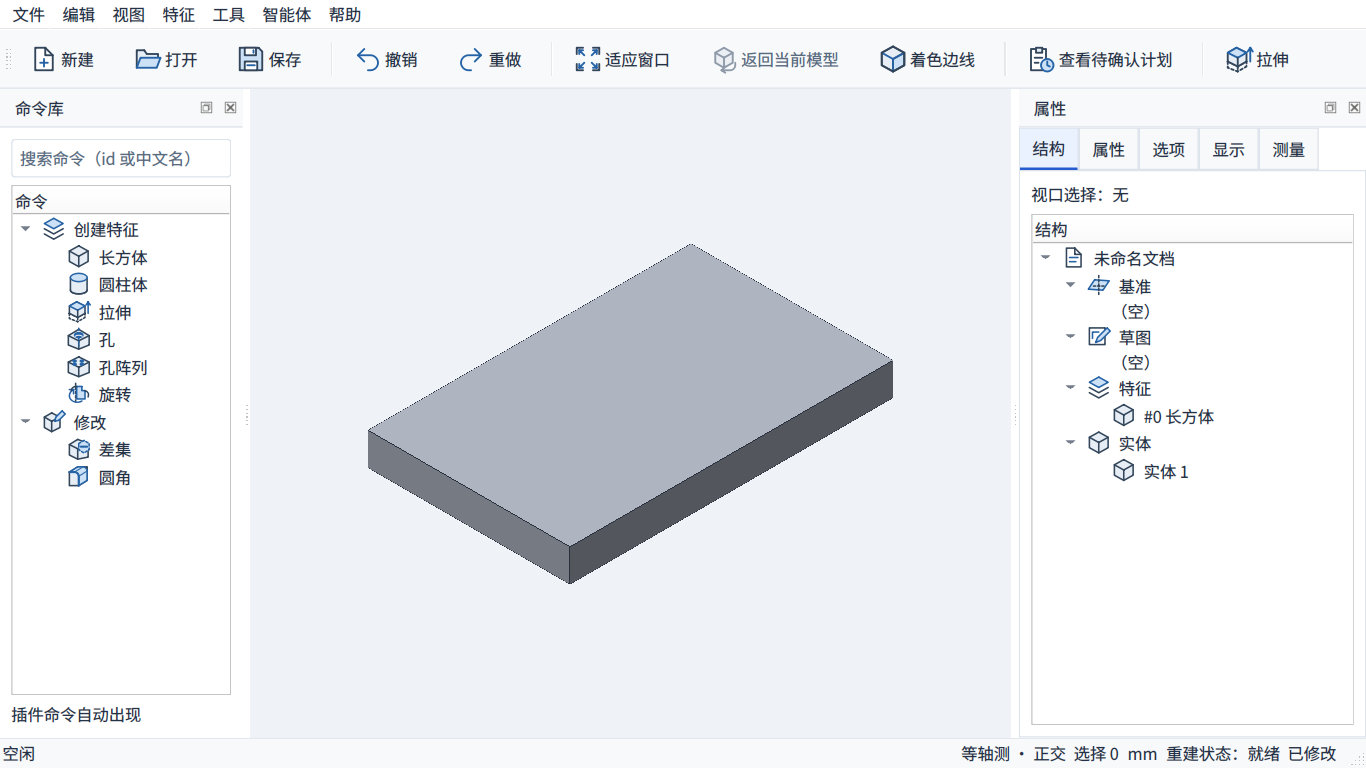 文件 编辑 视图 特征 工具 智能体 帮助
新建 打开 保存 撤销 重做 适应窗口 返回当前模型 着色边线 查看待确认计划 拉伸
命令库
搜索命令（id 或中文名）
命令
创建特征
长方体
圆柱体
拉伸
孔
孔阵列
旋转
修改
差集
圆角
插件命令自动出现
属性
结构 属性 选项 显示 测量
视口选择：无
结构
未命名文档
基准
（空）
草图
（空）
特征
#0 长方体
实体
实体 1
空闲
等轴测 · 正交 选择 0 mm 重建状态：就绪 已修改